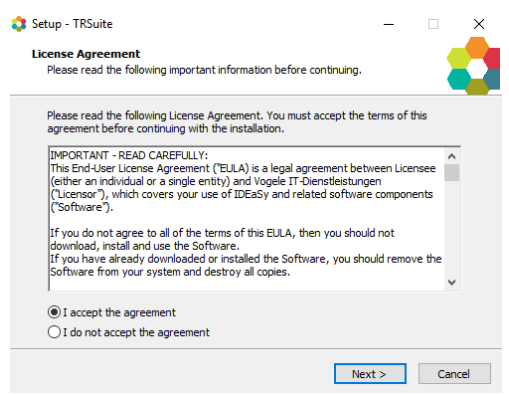 Setup - TRSuite
License Agreement
Please read the following important information before continuing.
Please read the following License Agreement. You must accept the terms of this
agreement before continuing with the installation.
IMPORTANT - READ CAREFULLY:
This End-User License Agreement ("EULA) is a legal agreement between Licensee
(either an individual or a single entity) and Vogele IT-Dienstleistungen
("Licensor"), which covers your use of IDEaSy and related software components
("Software").
If you do not agree to all of the terms of this EULA, then you should not
download, install and use the Software.
If you have already downloaded or installed the Software, you should remove the
Software from your system and destroy all copies.
I accept the agreement
I do not accept the agreement
Next >
Cancel